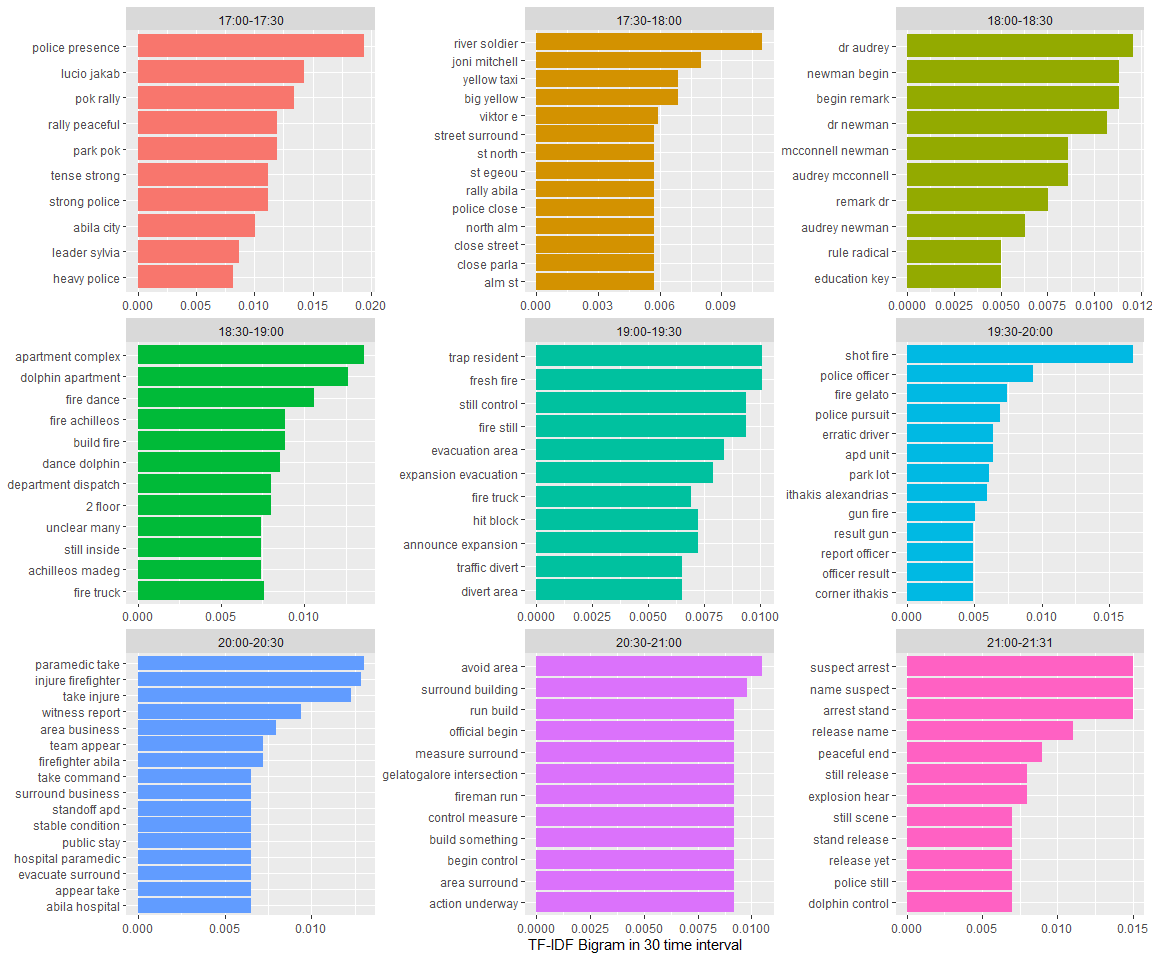 17:00-17:30
police presence
lucio jakab
pok rally
rally peaceful
park pok
tense strong
strong police
abila city
leader sylvia
heavy police
0.000 0.005 0.010 0.015 0.020
17:30-18:00
river soldier
joni mitchell
yellow taxi
big yellow
viktor e
street surround
st north
st egeou
rally abila
police close
north alm
close street
close parla
alm st
0.000 0.003 0.006 0.009
18:00-18:30
dr audrey
newman begin
begin remark
dr newman
mcconnell newman
audrey mcconnell
remark dr
audrey newman
rule radical
education key
0.000 0.0025 0.0050 0.0075 0.0100 0.012
18:30-19:00
apartment complex
dolphin apartment
fire dance
fire achilleos
build fire
dance dolphin
department dispatch
2 floor
unclear many
still inside
achilleos madeg
fire truck
0.000 0.005 0.010
19:00-19:30
trap resident
fresh fire
still control
fire still
evacuation area
expansion evacuation
fire truck
hit block
announce expansion
traffic divert
divert area
0.000 0.0025 0.0050 0.0075 0.0100
19:30-20:00
shot fire
police officer
fire gelato
police pursuit
erratic driver
apd unit
park lot
ithakis alexandrias
gun fire
result gun
report officer
officer result
corner ithakis
0.000 0.005 0.010 0.015
20:00-20:30
paramedic take
injure firefighter
take injure
witness report
area business
team appear
firefighter abila
take command
surround business
standoff apd
stable condition
public stay
hospital paramedic
evacuate surround
appear take
abila hospital
0.000 0.005 0.010
20:30-21:00
avoid area
surround building
run build
official begin
measure surround
gelatogalore intersection
fireman run
control measure
build something
begin control
area surround
action underway
0.0000 0.0025 0.0050 0.0075 0.0100
21:00-21:31
suspect arrest
name suspect
arrest stand
release name
peaceful end
still release
explosion hear
still scene
stand release
release yet
police still
dolphin control
0.000 0.005 0.010 0.015
TF-IDF Bigram in 30 time interval